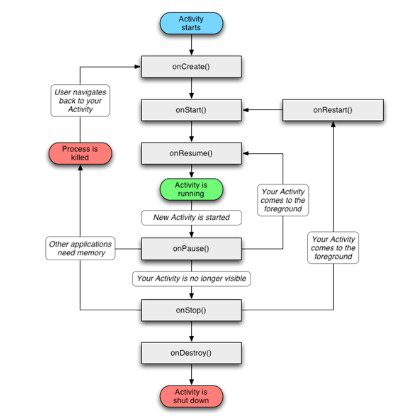 Activity
starts
onCreate()
User navigates
back to your
Activity
onStart()
onRestart()
onResume()
Process is
killed
Activity is
running
Your Activity
comes to the
foreground
New Activity is started
Other applications
need memory
onPause()
Your Activity
comes to the
foreground
Your Activity is no longer visible
onStop()
onDestroy()
Activity is
shut down